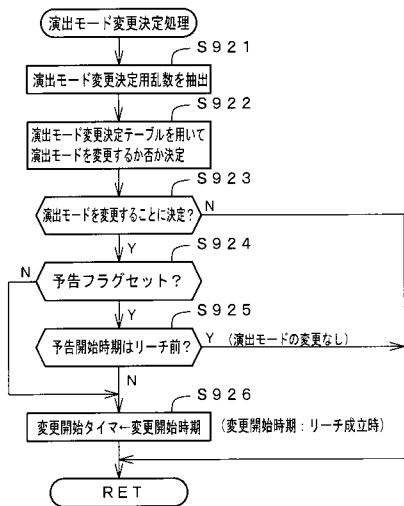 演出モード変更決定処理
S921
演出モード変更決定用乱数を抽出
S922
演出モード変更決定テーブルを用いて
演出モードを変更するか否か決定
S923
演出モードを変更することに決定?
N
Y
S924
N
予告フラグセット?
Y
S925
予告開始時期はリーチ前?
Y (演出モードの変更なし)
N
S926
変更開始タイマ←変更開始時期
(変更開始時期:リーチ成立時)
RET